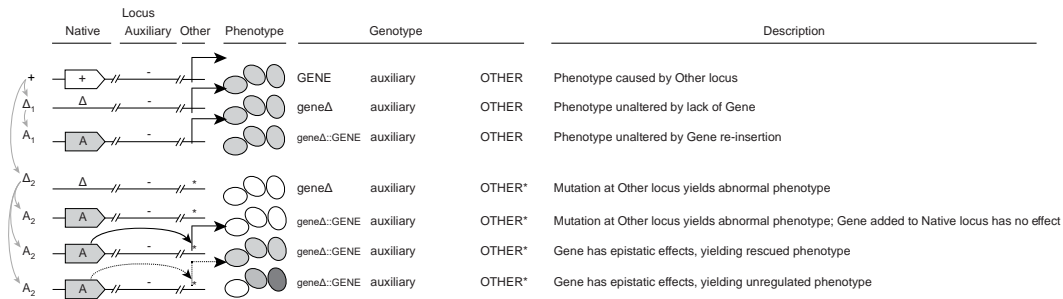 Locus
Native Auxiliary Other Phenotype Genotype Description
+ + - GENE auxiliary OTHER Phenotype caused by Other locus
Δ1 Δ - geneΔ auxiliary OTHER Phenotype unaltered by lack of Gene
A1 A - geneΔ::GENE auxiliary OTHER Phenotype unaltered by Gene re-insertion
Δ2 Δ - * geneΔ auxiliary OTHER* Mutation at Other locus yields abnormal phenotype
A2 A - * geneΔ::GENE auxiliary OTHER* Mutation at Other locus yields abnormal phenotype; Gene added to Native locus has no effect
A2 A - * geneΔ::GENE auxiliary OTHER* Gene has epistatic effects, yielding rescued phenotype
A2 A - * geneΔ::GENE auxiliary OTHER* Gene has epistatic effects, yielding unregulated phenotype